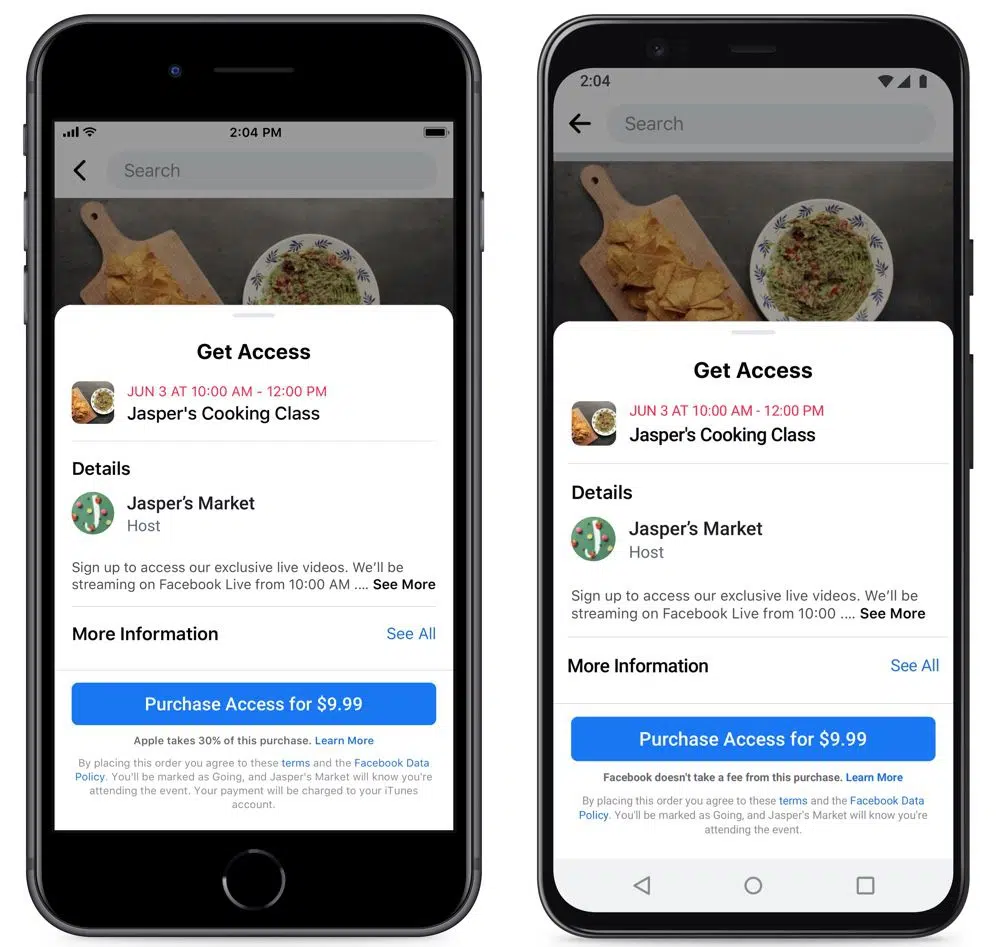 2:04 PM
Search
Get Access
JUN 3 AT 10:00 AM - 12:00 PM
Jasper's Cooking Class
Details
Jasper’s Market
Host
Sign up to access our exclusive live videos. We’ll be
streaming on Facebook Live from 10:00 AM .... See More
More Information
See All
Purchase Access for $9.99
Apple takes 30% of this purchase. Learn More
By placing this order you agree to these terms and the Facebook Data
Policy. You'll be marked as Going, and Jasper's Market will know you're
attending the event. Your payment will be charged to your iTunes
account.
2:04
Search
Get Access
JUN 3 AT 10:00 AM - 12:00 PM
Jasper's Cooking Class
Details
Jasper’s Market
Host
Sign up to access our exclusive live videos. We’ll be
streaming on Facebook Live from 10:00 .... See More
More Information
See All
Purchase Access for $9.99
Facebook doesn't take a fee from this purchase. Learn More
By placing this order you agree to these terms and the Facebook Data
Policy. You'll be marked as Going, and Jasper's Market will know you're
attending the event.